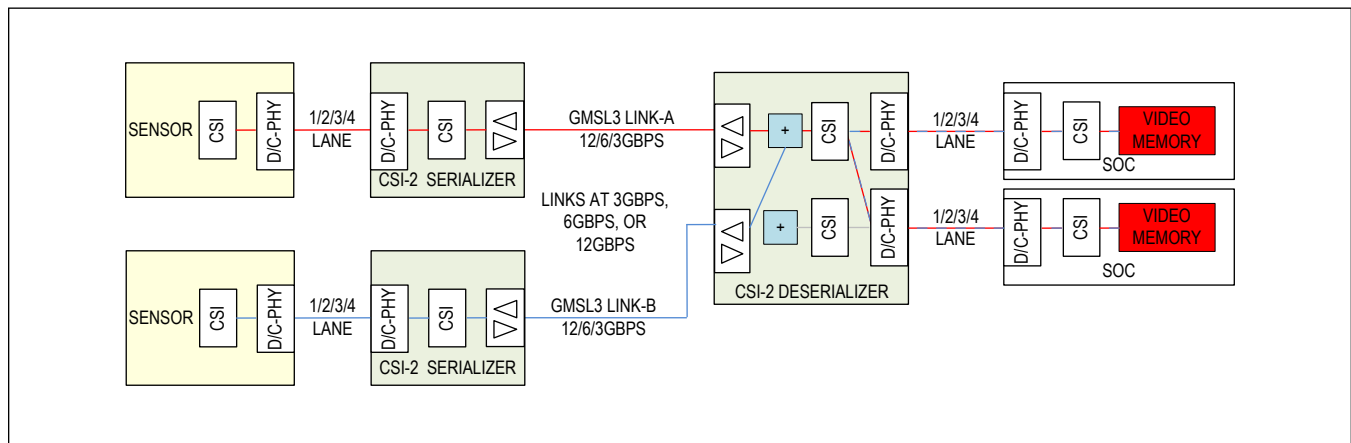 SENSOR
CSI
D/C-PHY
1/2/3/4
LANE
D/C-PHY
CSI
CSI-2 SERIALIZER
GMSL3 LINK-A
12/6/3GBPS
LINKS AT 3GBPS,
6GBPS, OR
12GBPS
SENSOR
CSI
D/C-PHY
1/2/3/4
LANE
D/C-PHY
CSI
CSI-2 SERIALIZER
GMSL3 LINK-B
12/6/3GBPS
+
CSI
D/C-PHY
+
CSI
D/C-PHY
CSI-2 DESERIALIZER
1/2/3/4
LANE
D/C-PHY
CSI
VIDEO
MEMORY
SOC
1/2/3/4
LANE
D/C-PHY
CSI
VIDEO
MEMORY
SOC